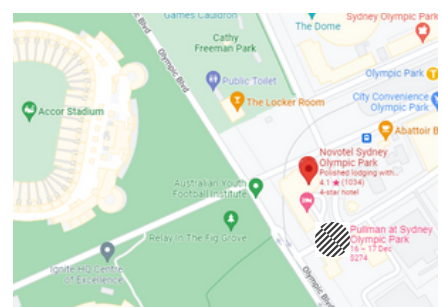 Games Cauldron
Olympic Blvd
The Dome
Sydney Olympic Park
Cathy
Freeman Park
Olympic Blvd
Public Toilet
Olympic Park
The Locker Room
City Convenience
Olympic Park
Accor Stadium
Abattoir B
Novotel Sydney
Olympic Park
Polished lodging with...
4.1 ★ (1034)
4-star hotel
Australian Youth
Football Institute
Pullman at Sydney
Olympic Park
16 – 17 Dec
$274
Relay In The Fig Grove
Ignite HQ Centre
of Excellence
Olympic Blvd